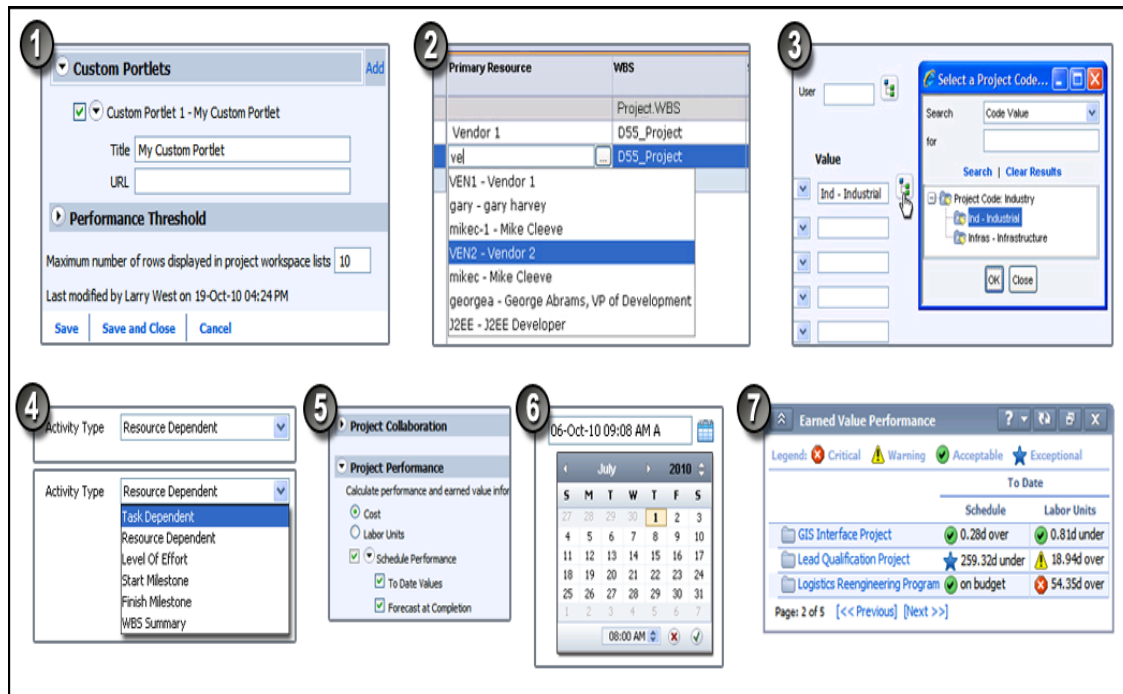 1
Custom Portlets Add
Custom Portlet 1 - My Custom Portlet
Title My Custom Portlet
URL
Performance Threshold
Maximum number of rows displayed in project workspace lists 10
Last modified by Larry West on 19-Oct-10 04:24 PM
Save Save and Close Cancel
2
Primary Resource WBS
Project.WBS
Vendor 1 D55_Project
ve ... D55_Project
VEN1 - Vendor 1
gary - gary harvey
mikec-1 - Mike Cleeve
VEN2 - Vendor 2
mikec - Mike Cleeve
georgea - George Abrams, VP of Development
J2EE - J2EE Developer
3
User
Value
Ind - Industrial
Select a Project Code...
Search Code Value
for
Search | Clear Results
Project Code: Industry
Ind - Industrial
Infras - Infrastructure
OK Close
4
Activity Type Resource Dependent
Activity Type Resource Dependent
Task Dependent
Resource Dependent
Level Of Effort
Start Milestone
Finish Milestone
WBS Summary
5
Project Collaboration
Project Performance
Calculate performance and earned value infor
Cost
Labor Units
Schedule Performance
To Date Values
Forecast at Completion
6
06-Oct-10 09:08 AM A
July 2010
S M T W T F S
27 28 29 30 1 2 3
4 5 6 7 8 9 10
11 12 13 14 15 16 17
18 19 20 21 22 23 24
25 26 27 28 29 30 31
1 2 3 4 5 6 7
08:00 AM
7
Earned Value Performance ? X
Legend: Critical Warning Acceptable Exceptional
To Date
Schedule Labor Units
GIS Interface Project 0.28d over 0.81d under
Lead Qualification Project 259.32d under 18.94d over
Logistics Reengineering Program on budget 54.35d over
Page: 2 of 5 [<< Previous] [Next >>]